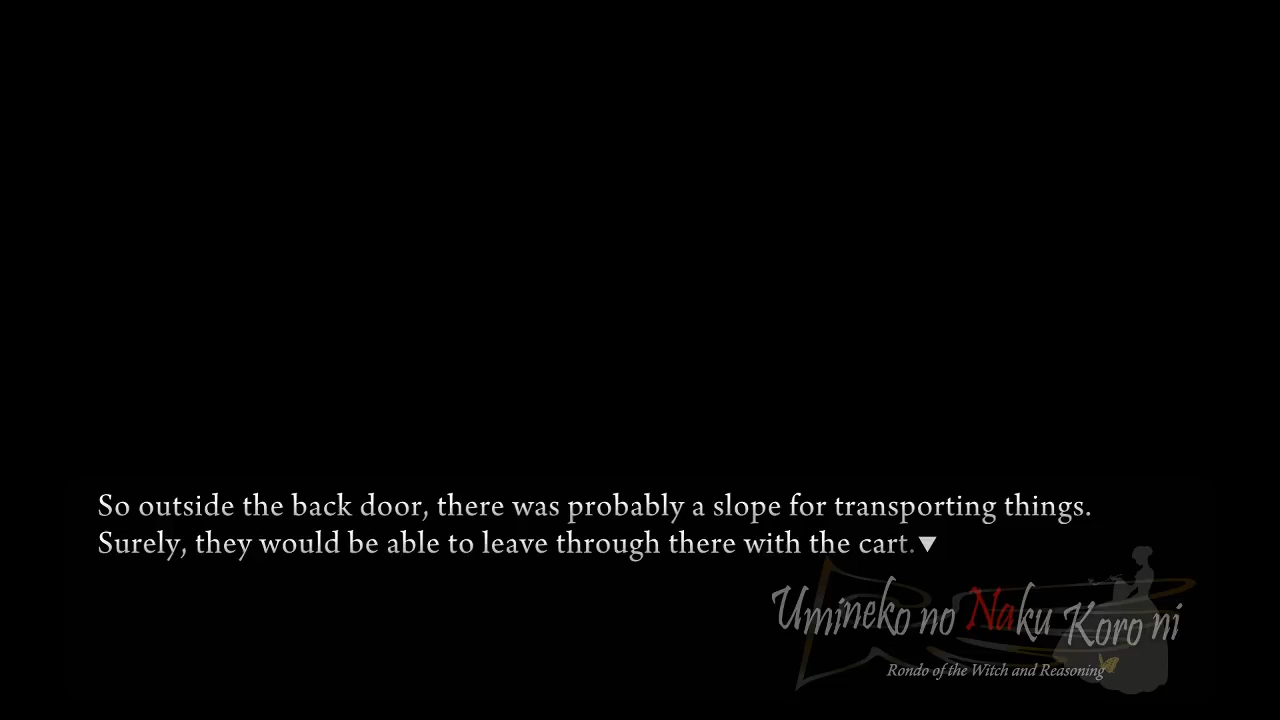 So outside the back door, there was probably a slope for transporting things.
Surely, they would be able to leave through there with the cart.
Umineko no Naku Koro ni
Rondo of the Witch and Reasoning